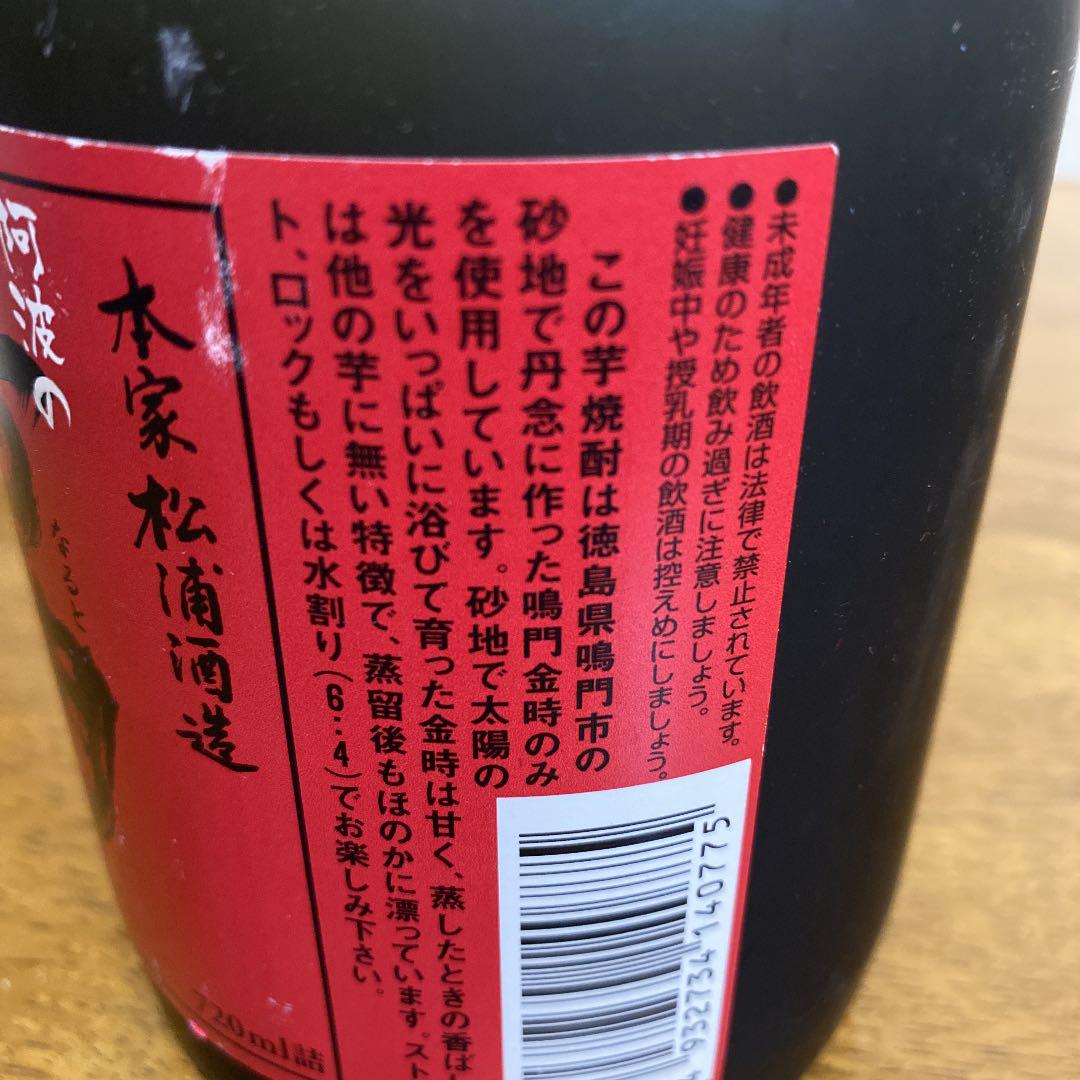 ●未成年者の飲酒は法律で禁止されています。
●健康のため飲み過ぎに注意しましょう。
●妊娠中や授乳期の飲酒は控えめにしましょう。
この芋焼酎は徳島県鳴門市の
砂地で丹念に作った鳴門金時のみ
を使用しています。砂地で太陽の
光をいっぱいに浴びて育った金時は甘く、蒸したときの香ば
は他の芋に無い特徴で、蒸留後もほのかに漂っています。スト
ト、ロックもしくは水割り(6:4)でお楽しみ下さい。
本家松浦酒造
阿波の
なると
720ml詰
932734140775